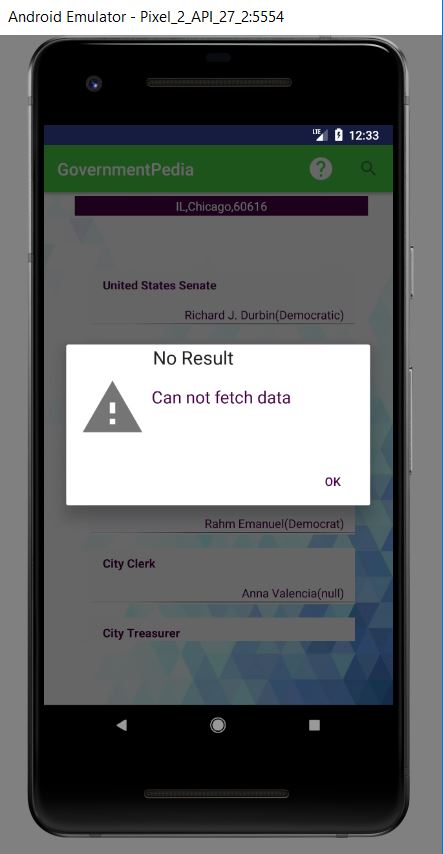 Android Emulator - Pixel_2_API_27_2:5554
LTE 12:33
GovernmentPedia ?
IL,Chicago,60616
United States Senate
Richard J. Durbin(Democratic)
No Result
Can not fetch data
OK
Rahm Emanuel(Democrat)
City Clerk
Anna Valencia(null)
City Treasurer